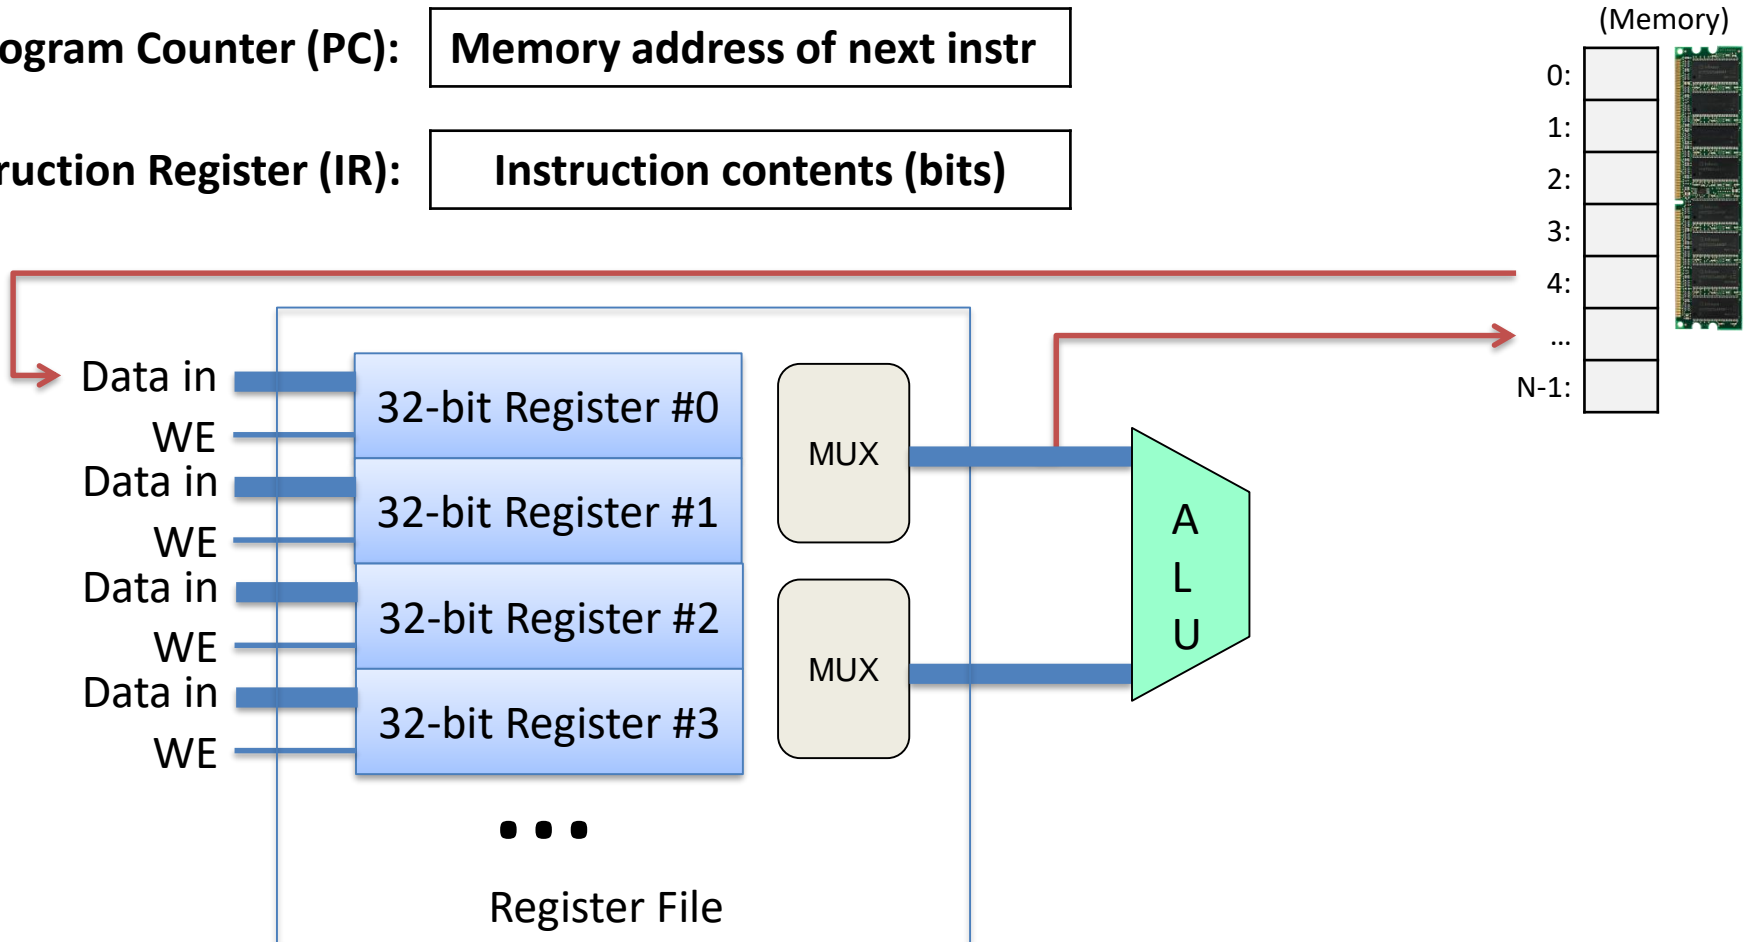 ogram Counter (PC):
Memory address of next instr
ruction Register (IR):
Instruction contents (bits)
(Memory)
0:
1:
2:
3:
4:
...
N-1:
Data in
WE
Data in
WE
Data in
WE
Data in
WE
32-bit Register #0
32-bit Register #1
32-bit Register #2
32-bit Register #3
...
Register File
MUX
MUX
A
L
U